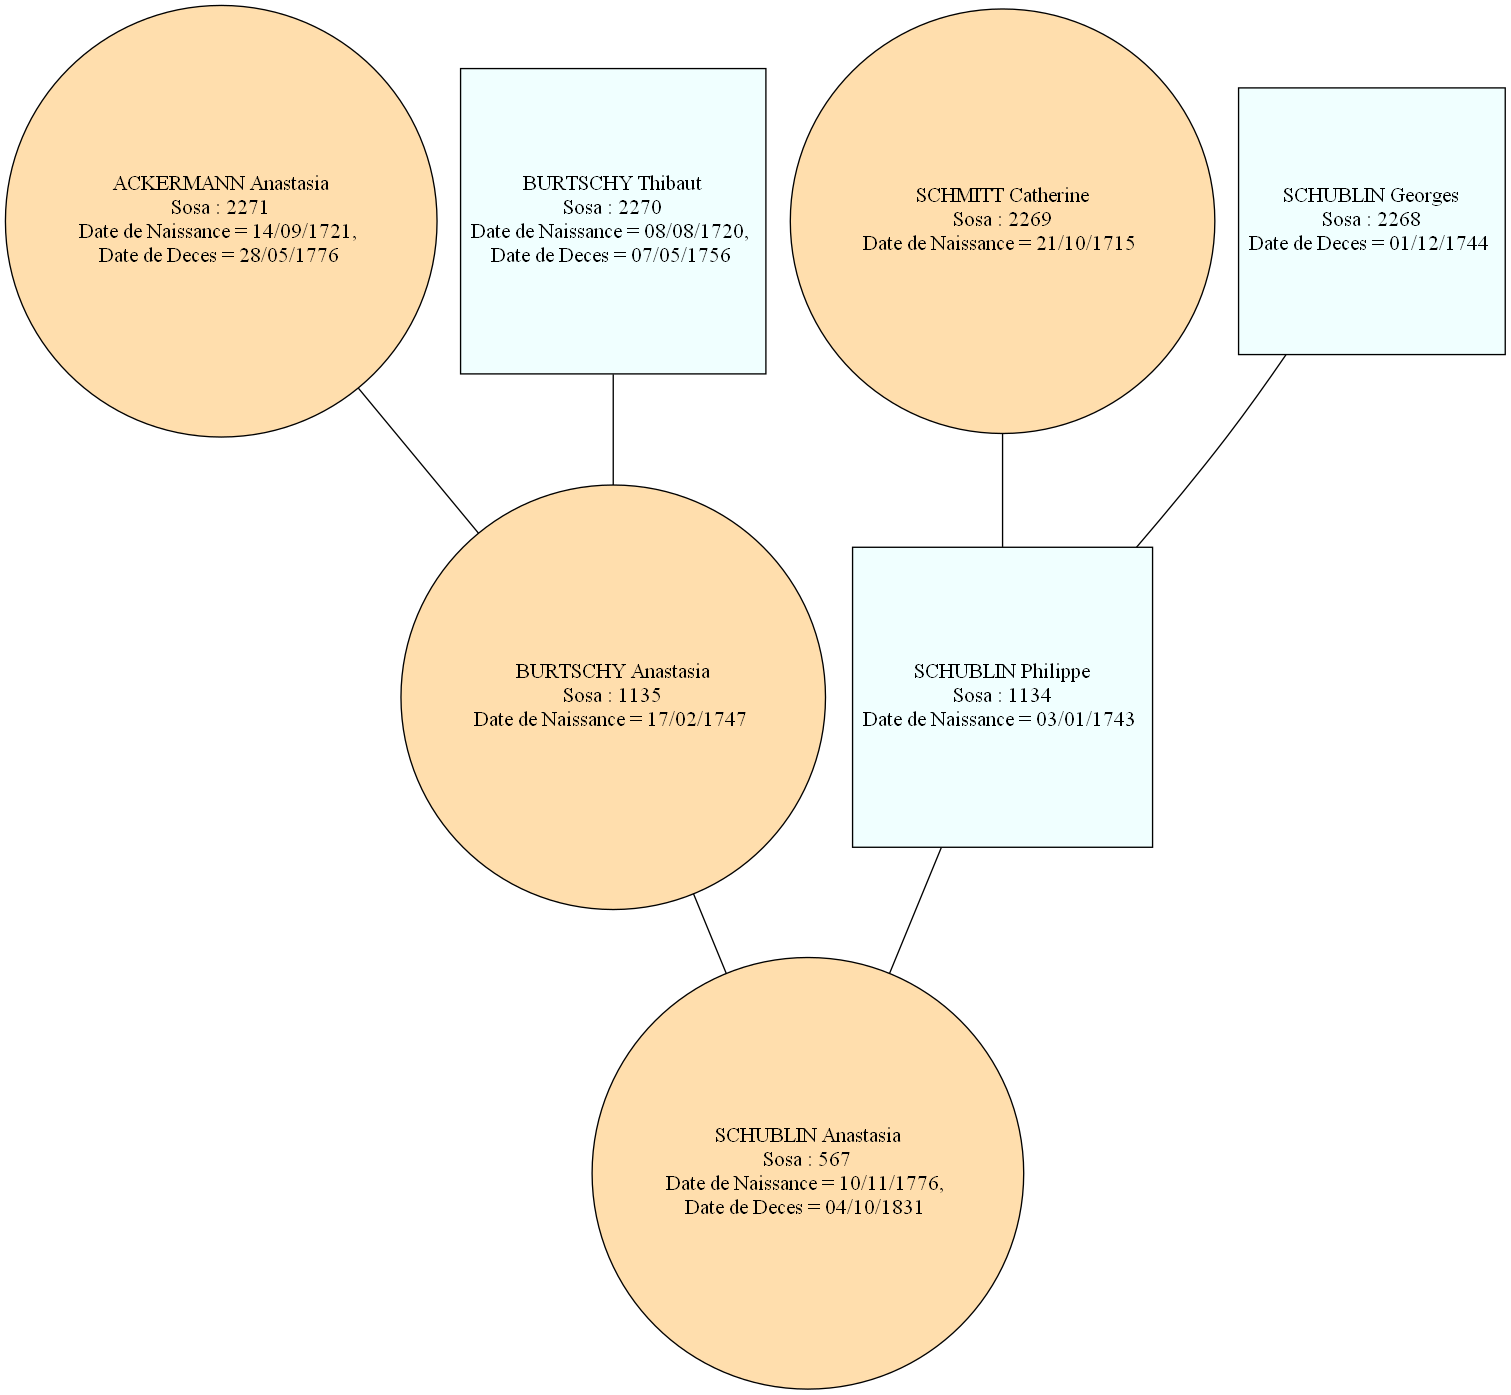 ACKERMANN Anastasia
Sosa : 2271
Date de Naissance = 14/09/1721,
Date de Deces = 28/05/1776
BURTSCHY Thibaut
Sosa : 2270
Date de Naissance = 08/08/1720,
Date de Deces = 07/05/1756
SCHMITT Catherine
Sosa : 2269
Date de Naissance = 21/10/1715
SCHUBLIN Georges
Sosa : 2268
Date de Deces = 01/12/1744
BURTSCHY Anastasia
Sosa : 1135
Date de Naissance = 17/02/1747
SCHUBLIN Philippe
Sosa : 1134
Date de Naissance = 03/01/1743
SCHUBLIN Anastasia
Sosa : 567
Date de Naissance = 10/11/1776,
Date de Deces = 04/10/1831